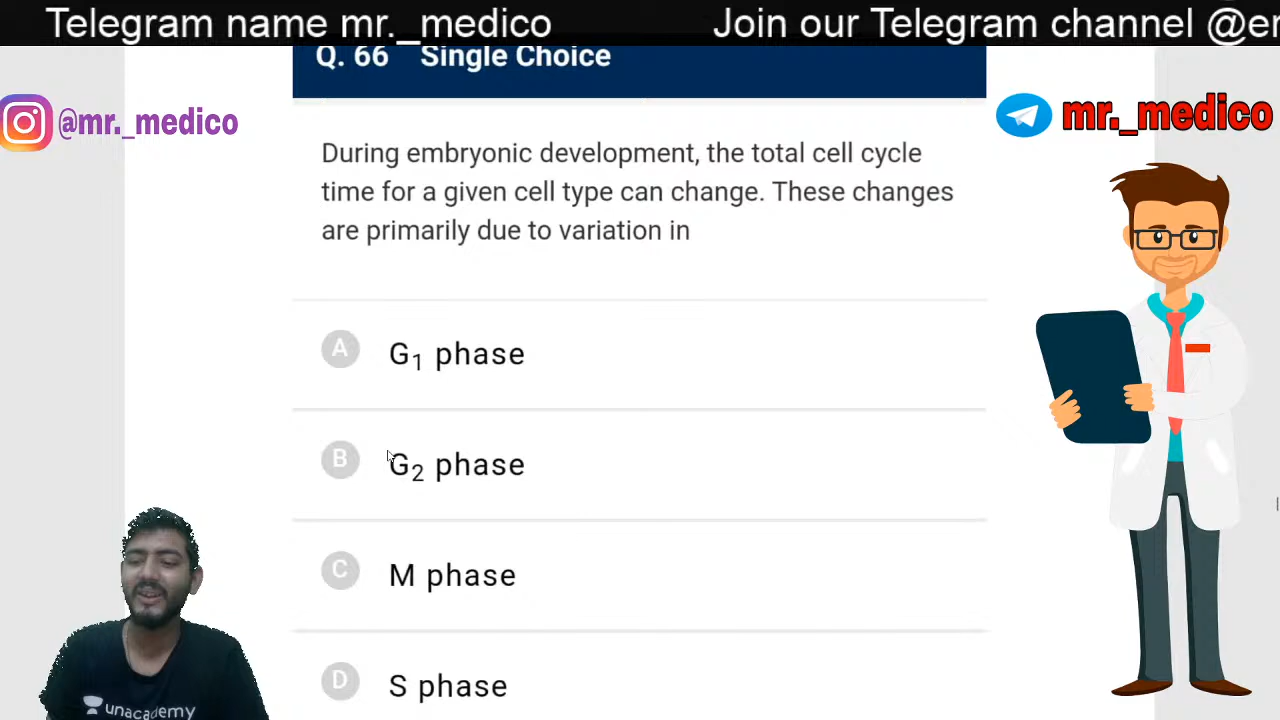 Telegram name mr._medico
Join our Telegram channel @er
Q. 66 Single Choice
@mr._medico
mr._medico
During embryonic development, the total cell cycle
time for a given cell type can change. These changes
are primarily due to variation in
A G₁ phase
B G₂ phase
C M phase
D S phase
unacademy